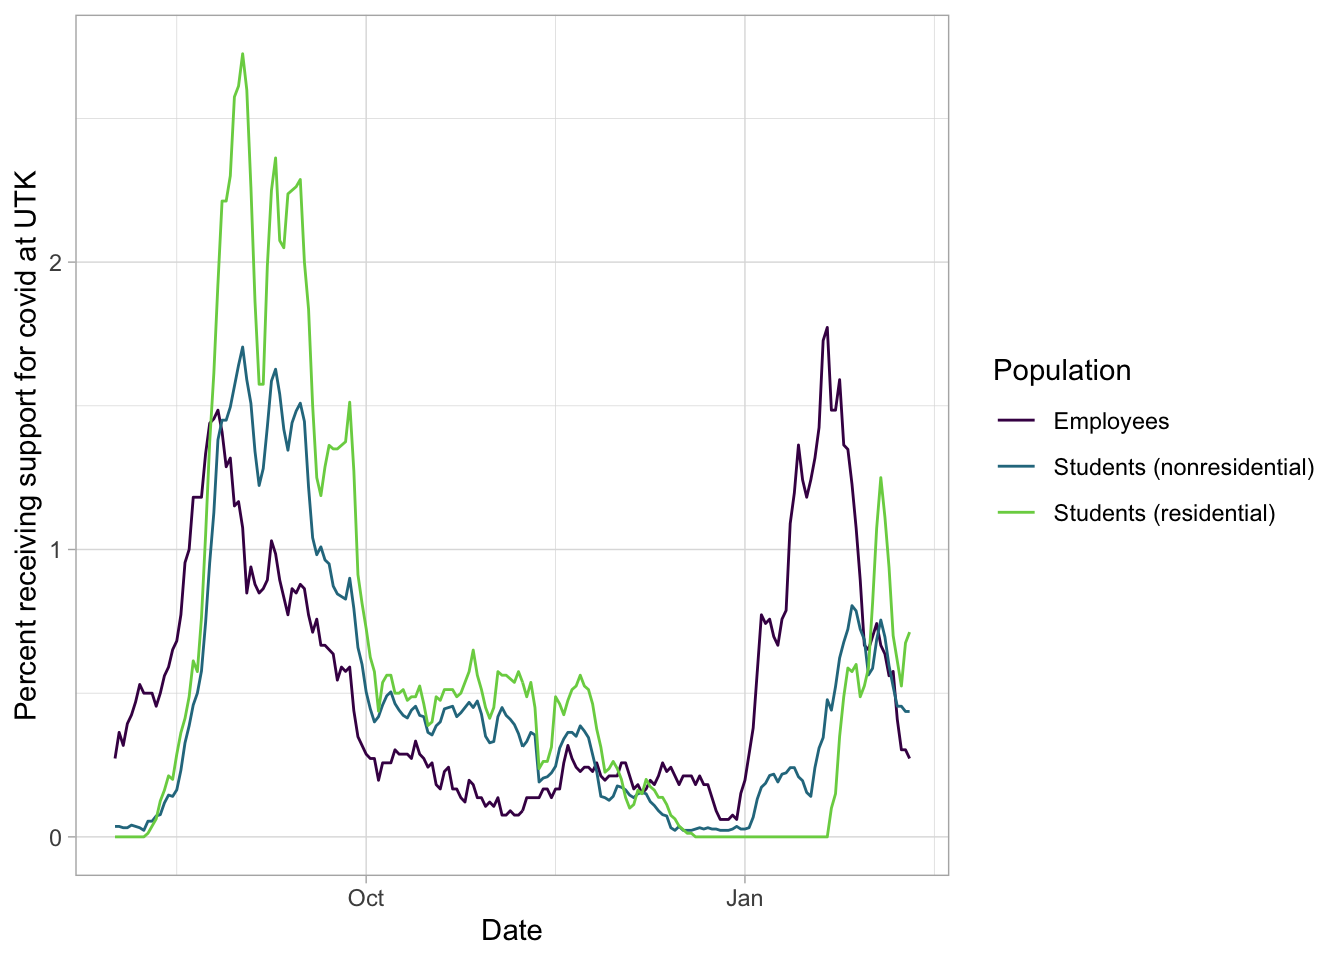 Percent receiving support for covid at UTK
2
1
0
Oct
Jan
Date
Population
Employees
Students (nonresidential)
Students (residential)